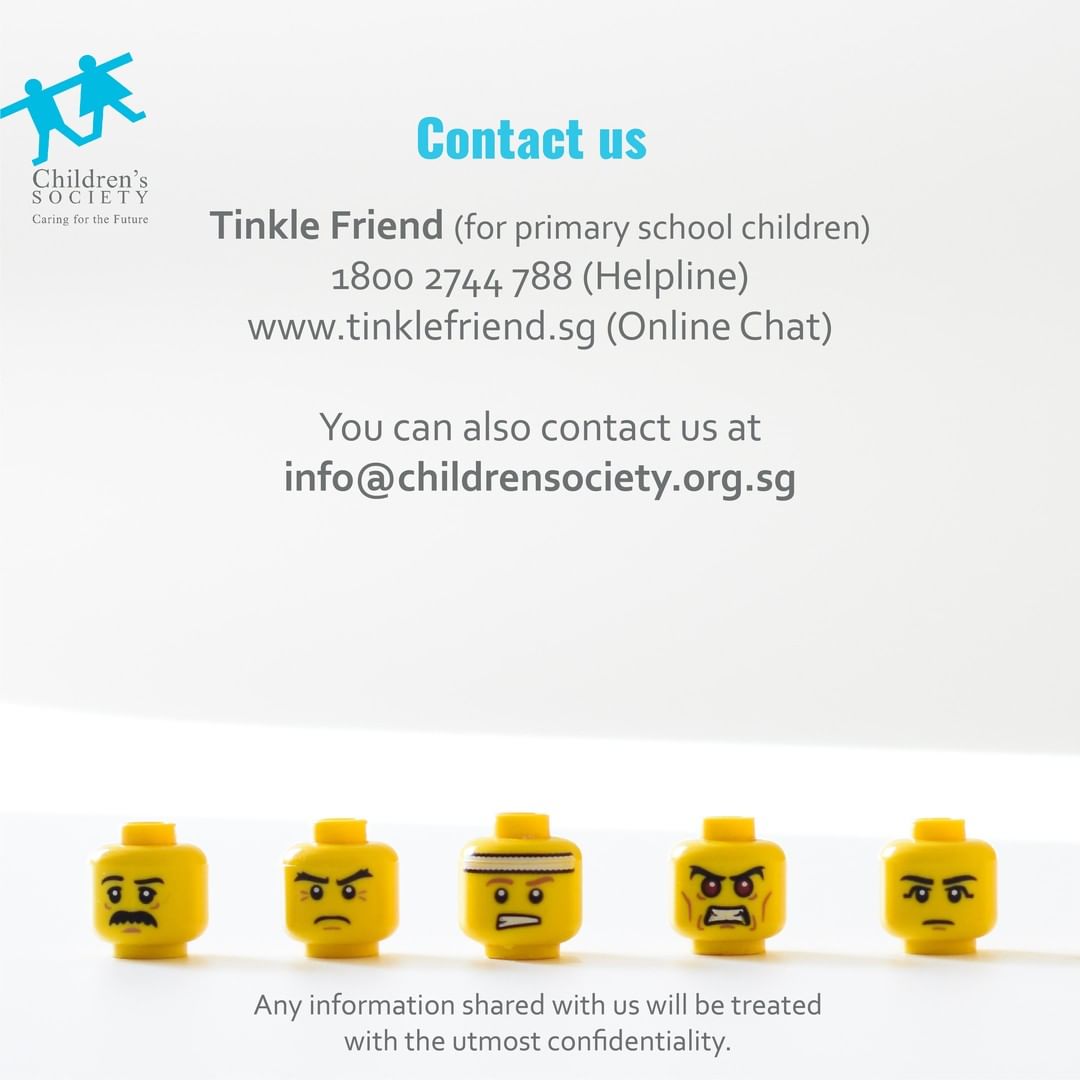 Children's
SOCIETY
Caring for the Future
Contact us
Tinkle Friend (for primary school children)
1800 2744 788 (Helpline)
www.tinklefriend.sg (Online Chat)
You can also contact us at
info@childrensociety.org.sg
Any information shared with us will be treated
with the utmost confidentiality.